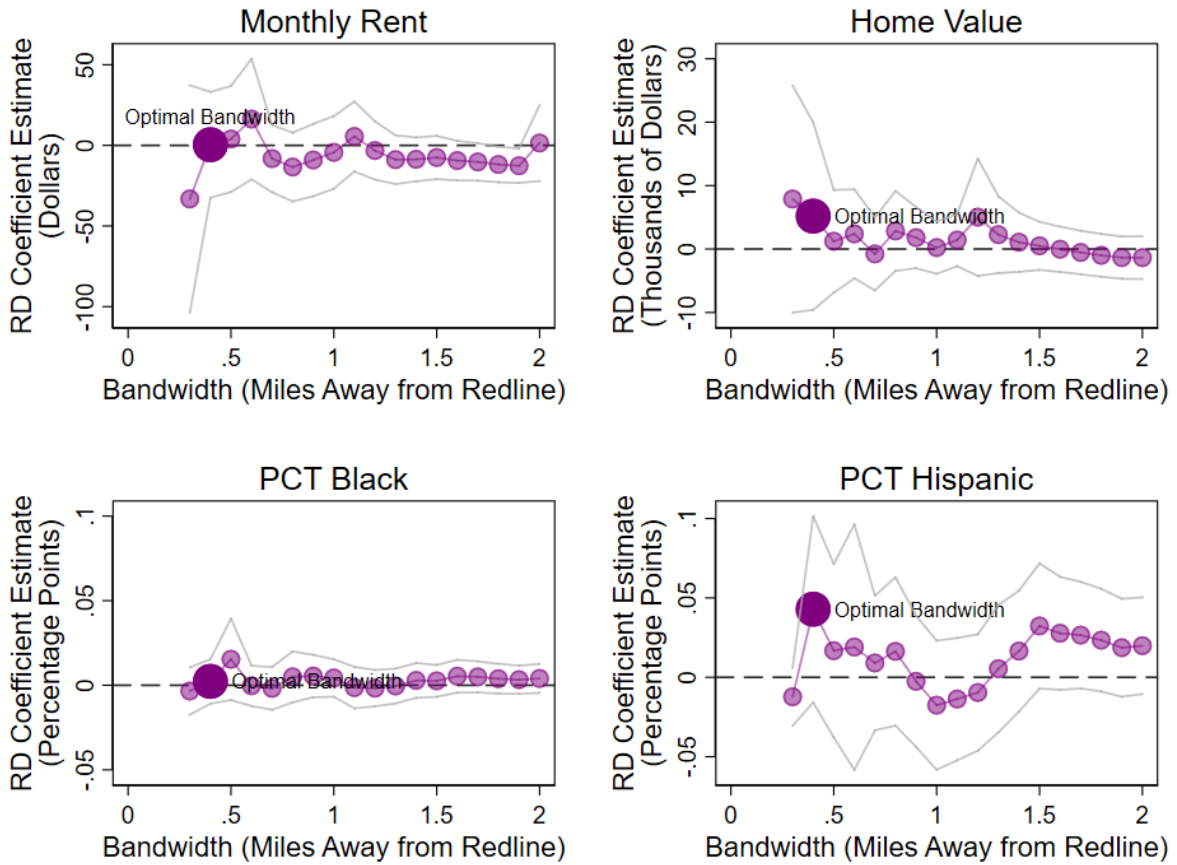 Monthly Rent
RD Coefficient Estimate
(Dollars)
50
0
-50
-100
Optimal Bandwidth
0
.5
1
1.5
2
Bandwidth (Miles Away from Redline)
Home Value
RD Coefficient Estimate
(Thousands of Dollars)
30
20
10
0
-10
Optimal Bandwidth
0
.5
1
1.5
2
Bandwidth (Miles Away from Redline)
PCT Black
RD Coefficient Estimate
(Percentage Points)
.1
.05
0
-.05
Optimal Bandwidth
0
.5
1
1.5
2
Bandwidth (Miles Away from Redline)
PCT Hispanic
RD Coefficient Estimate
(Percentage Points)
.1
.05
0
-.05
Optimal Bandwidth
0
.5
1
1.5
2
Bandwidth (Miles Away from Redline)